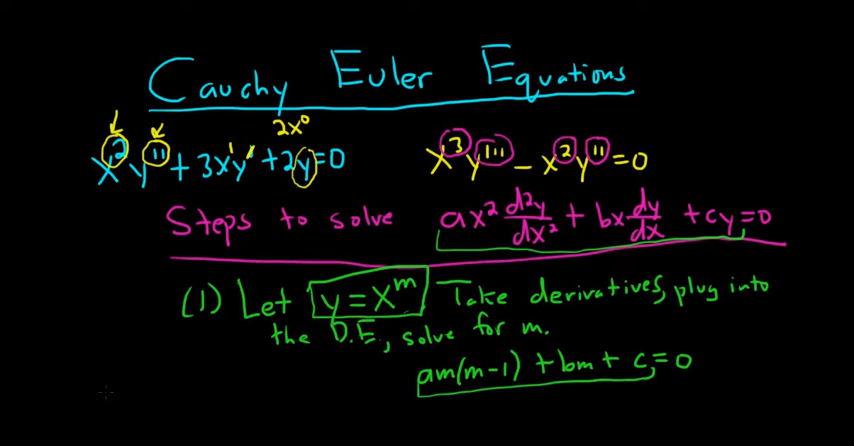 Cauchy Euler Equations
2x⁰
x²y'' + 3x¹y' + 2y = 0
x³y''' - x²y'' = 0
Steps to solve ax² d²y/dx² + bx dy/dx + cy = 0
(1) Let y = x^m Take derivatives, plug into
the D.E., solve for m.
am(m-1) + bm + c = 0